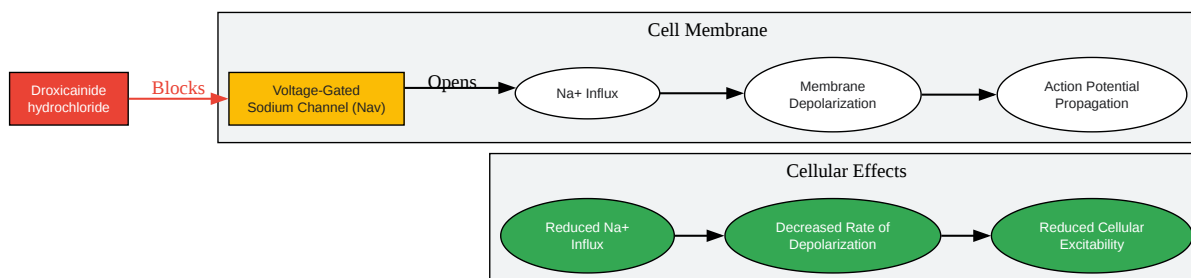 Cell Membrane
Droxicainide
hydrochloride
Blocks
Voltage-Gated
Sodium Channel (Nav)
Opens
Na+ Influx
Membrane
Depolarization
Action Potential
Propagation
Cellular Effects
Reduced Na+
Influx
Decreased Rate of
Depolarization
Reduced Cellular
Excitability